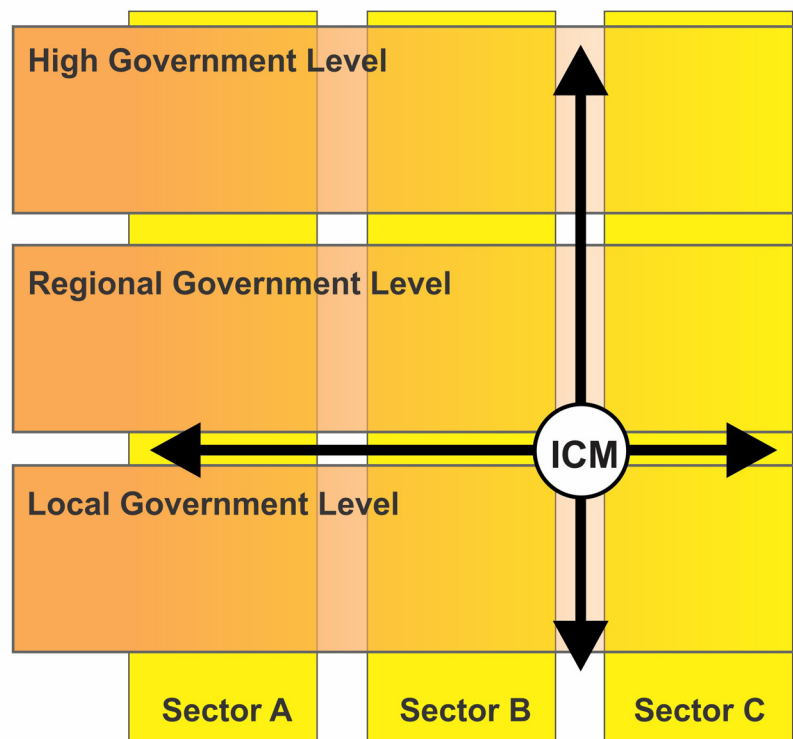 High Government Level
Regional Government Level
ICM
Local Government Level
Sector A
Sector B
Sector C